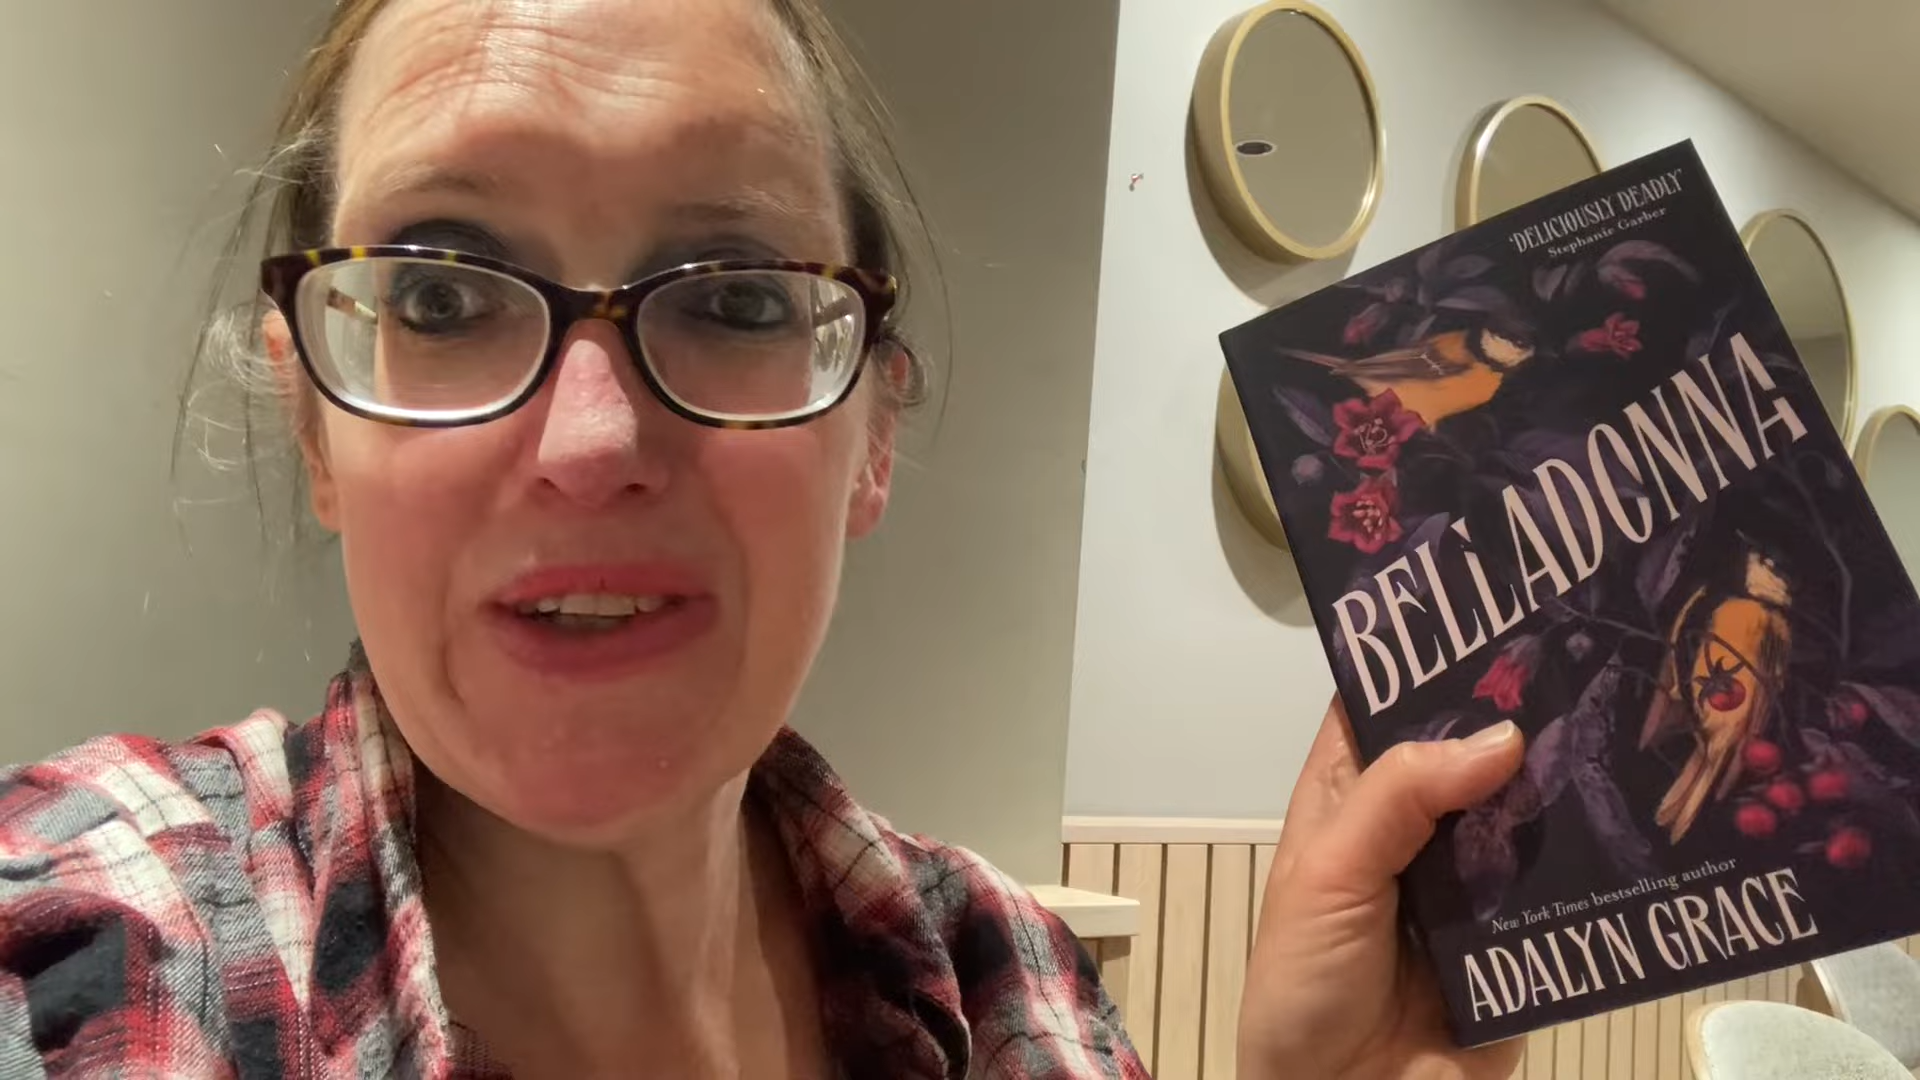 'DELICIOUSLY DEADLY'
Stephanie Garber
BELLADONNA
New York Times bestselling author
ADALYN GRACE